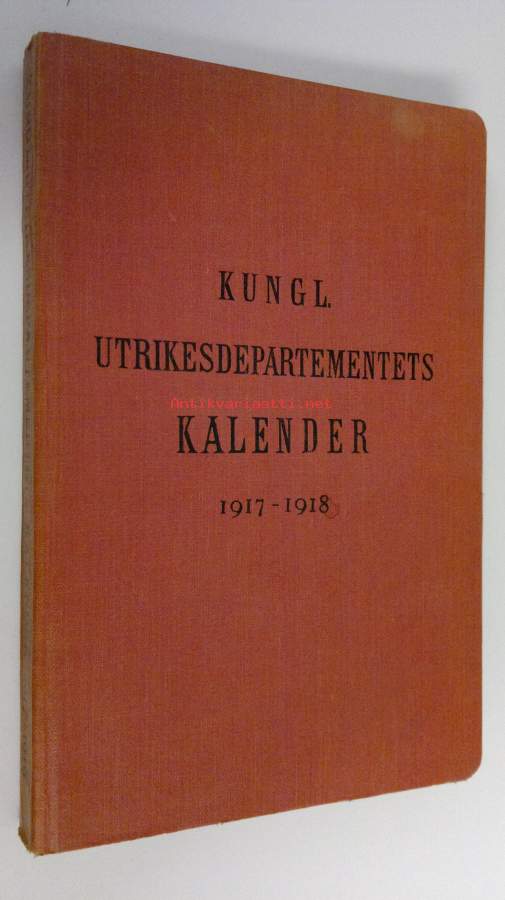 KUNGL.
UTRIKESDEPARTEMENTETS
Antikvariaatti.net
KALENDER
1917-1918